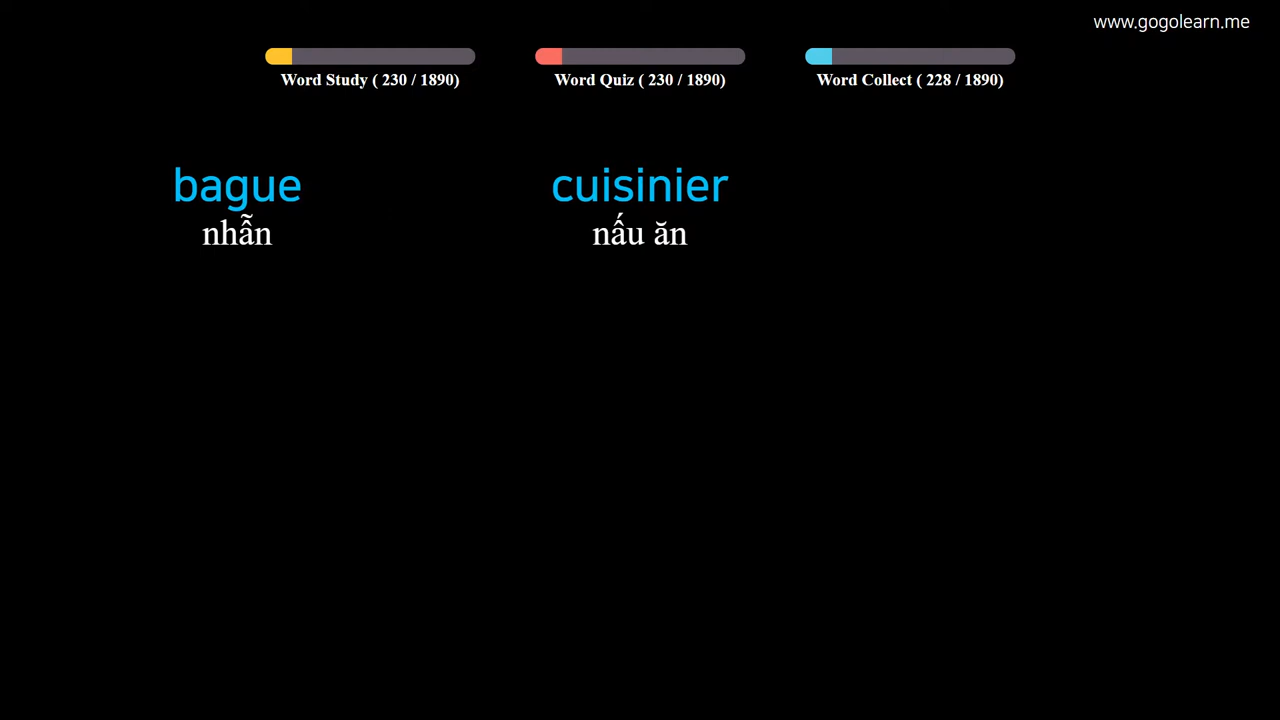 www.gogolearn.me
Word Study ( 230 / 1890)
Word Quiz ( 230 / 1890)
Word Collect ( 228 / 1890)
bague
nhẫn
cuisinier
nấu ăn